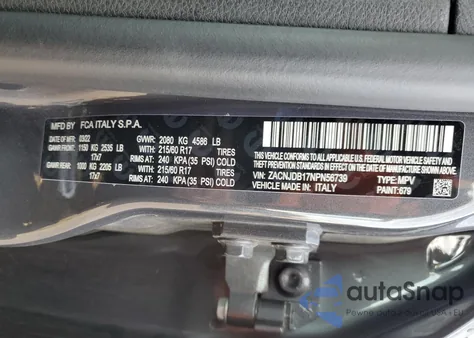 MFD BY FCA ITALY S.P.A.
DATE OF MFR: 03/22 GVWR: 2080 KG 4586 LB
GAWR FRONT: 1150 KG 2535 LB WITH: 215/60 R17 TIRES
17x7 RIMS AT: 240 KPA (35 PSI) COLD
GAWR REAR: 1000 KG 2205 LB WITH: 215/60 R17 TIRES
17x7 RIMS AT: 240 KPA (35 PSI) COLD
THIS VEHICLE CONFORMS TO ALL APPLICABLE
FEDERAL MOTOR VEHICLE SAFETY, BUMPER, AND
THEFT PREVENTION STANDARDS IN EFFECT ON THE
DATE OF MANUFACTURE SHOWN ABOVE.
VIN: ZACNJDB17NPN56739 TYPE: MPV
VEHICLE MADE IN: ITALY PAINT: 679
autoSnap